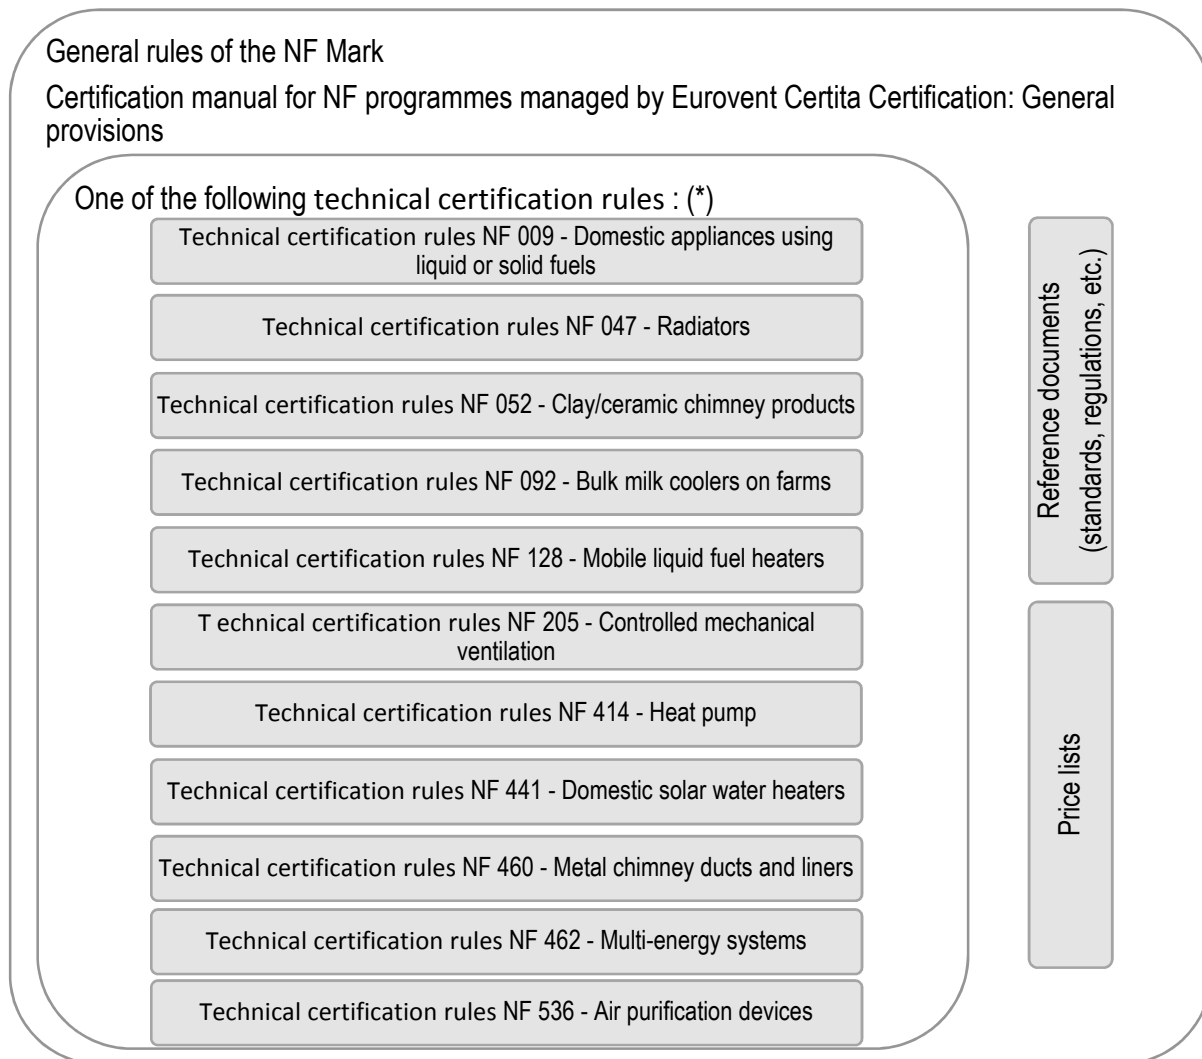 General rules of the NF Mark
Certification manual for NF programmes managed by Eurovent Certita Certification: General
provisions
One of the following technical certification rules : (*)
Technical certification rules NF 009 - Domestic appliances using
liquid or solid fuels
Technical certification rules NF 047 - Radiators
Technical certification rules NF 052 - Clay/ceramic chimney products
Technical certification rules NF 092 - Bulk milk coolers on farms
Technical certification rules NF 128 - Mobile liquid fuel heaters
T echnical certification rules NF 205 - Controlled mechanical
ventilation
Technical certification rules NF 414 - Heat pump
Technical certification rules NF 441 - Domestic solar water heaters
Technical certification rules NF 460 - Metal chimney ducts and liners
Technical certification rules NF 462 - Multi-energy systems
Technical certification rules NF 536 - Air purification devices
Reference documents
(standards, regulations, etc.)
Price lists